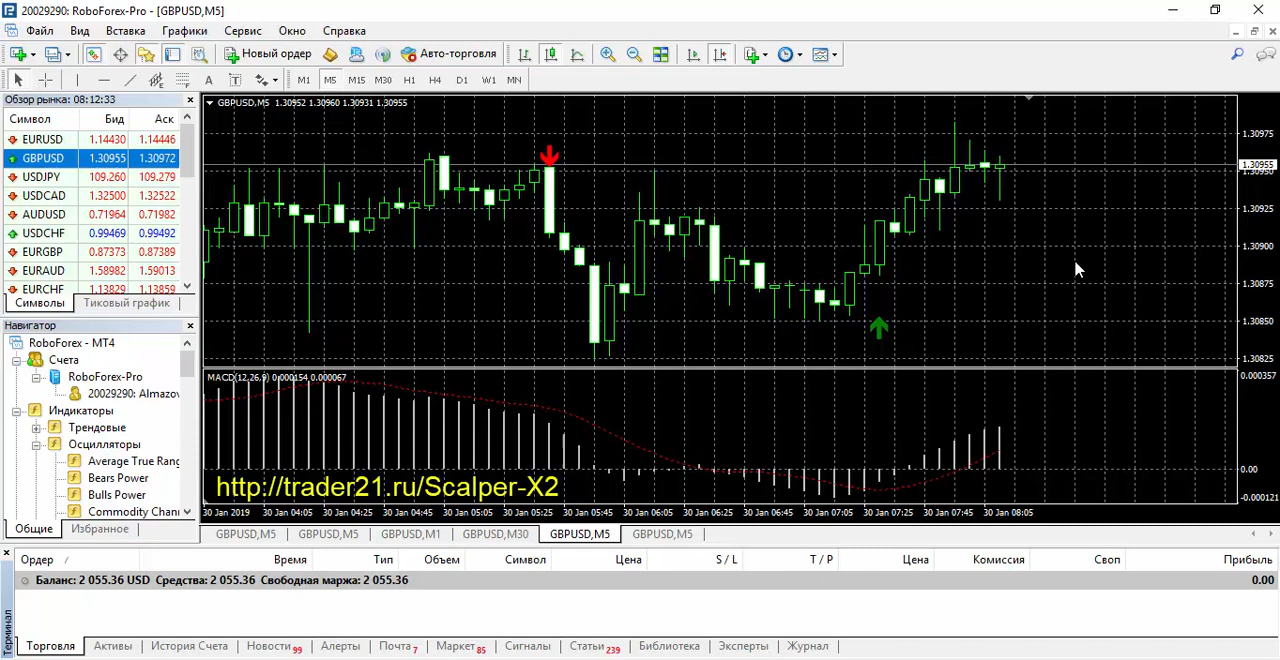 20029290: RoboForex-Pro - [GBPUSD,M5]
Файл Вид Вставка Графики Сервис Окно Справка
Новый ордер Авто-торговля
M1 M5 M15 M30 H1 H4 D1 W1 MN
Обзор рынка: 08:12:33
Символ Бид Аск
EURUSD 1.14430 1.14446
GBPUSD 1.30955 1.30972
USDJPY 109.260 109.279
USDCAD 1.32500 1.32522
AUDUSD 0.71964 0.71982
USDCHF 0.99469 0.99492
EURGBP 0.87373 0.87389
EURAUD 1.58982 1.59013
EURCHF 1.13829 1.13859
Символы Тиковый график
Навигатор
RoboForex - MT4
Счета
RoboForex-Pro
20029290: Almazov
Индикаторы
Трендовые
Осцилляторы
Average True Rang
Bears Power
Bulls Power
Commodity Chann
Общие Избранное
GBPUSD,M5 1.30952 1.30960 1.30931 1.30955
1.30975
1.30955
1.30950
1.30925
1.30900
1.30875
1.30850
1.30825
MACD(12,26,9) 0.000154 0.000067
0.000357
0.00
-0.000121
http://trader21.ru/Scalper-X2
30 Jan 2019 30 Jan 04:05 30 Jan 04:25 30 Jan 04:45 30 Jan 05:05 30 Jan 05:25 30 Jan 05:45 30 Jan 06:05 30 Jan 06:25 30 Jan 06:45 30 Jan 07:05 30 Jan 07:25 30 Jan 07:45 30 Jan 08:05
GBPUSD,M5 GBPUSD,M5 GBPUSD,M1 GBPUSD,M30 GBPUSD,M5 GBPUSD,M5
Ордер / Время Тип Объем Символ Цена S / L T / P Цена Комиссия Своп Прибыль
Баланс: 2 055.36 USD Средства: 2 055.36 Свободная маржа: 2 055.36 0.00
Терминал
Торговля Активы История Счета Новости 99 Алерты Почта 7 Маркет 85 Сигналы Статьи 239 Библиотека Эксперты Журнал